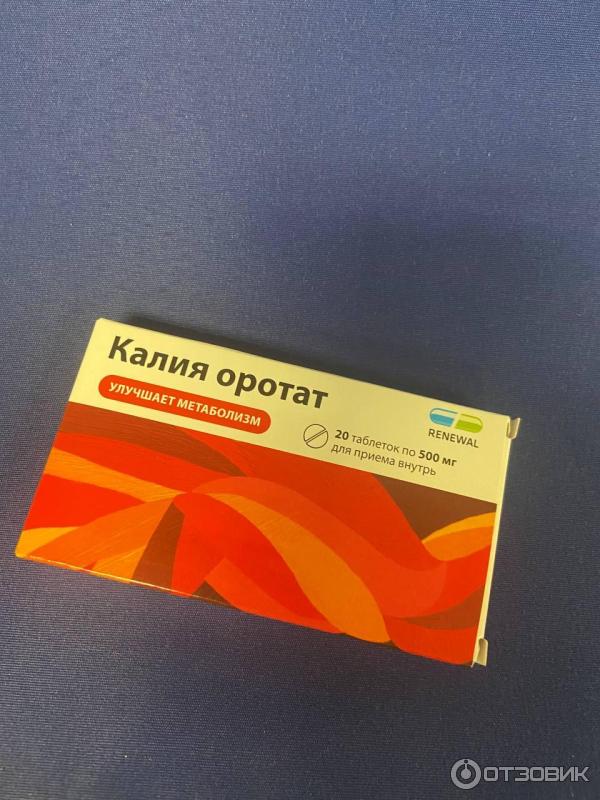 Калия оротат
УЛУЧШАЕТ МЕТАБОЛИЗМ
RENEWAL
20 таблеток по 500 мг
для приема внутрь
ОТЗОВИК